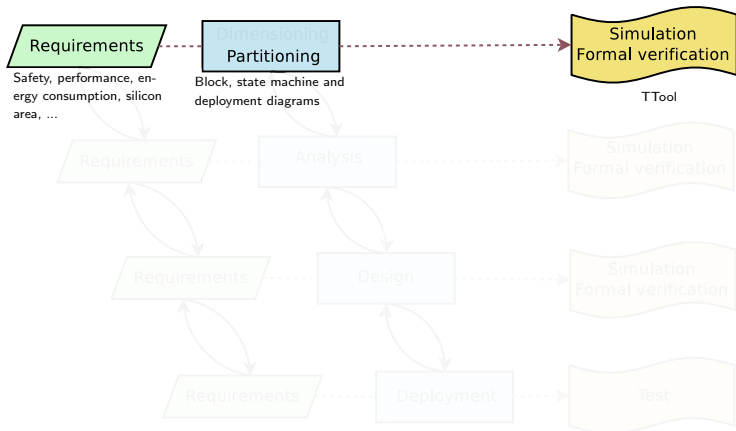 Requirements
Safety, performance, en-
ergy consumption, silicon
area, ...
Dimensioning
Partitioning
Block, state machine and
deployment diagrams
Simulation
Formal verification
TTool
Requirements
Analysis
Simulation
Formal verification
Requirements
Design
Simulation
Formal verification
Requirements
Deployment
Test